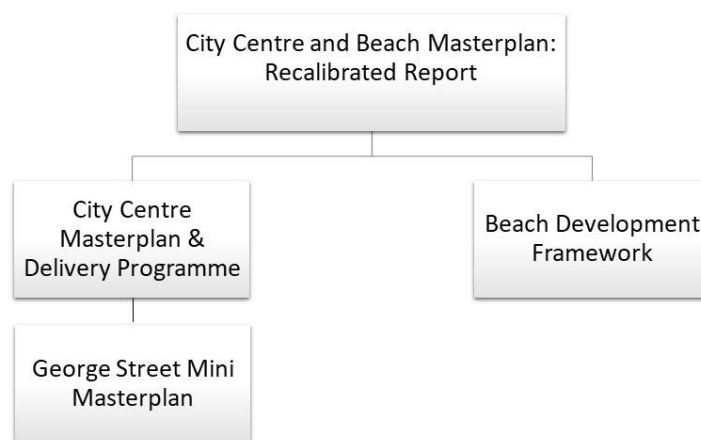 City Centre and Beach Masterplan:
Recalibrated Report
City Centre
Masterplan &
Delivery Programme
Beach Development
Framework
George Street Mini
Masterplan